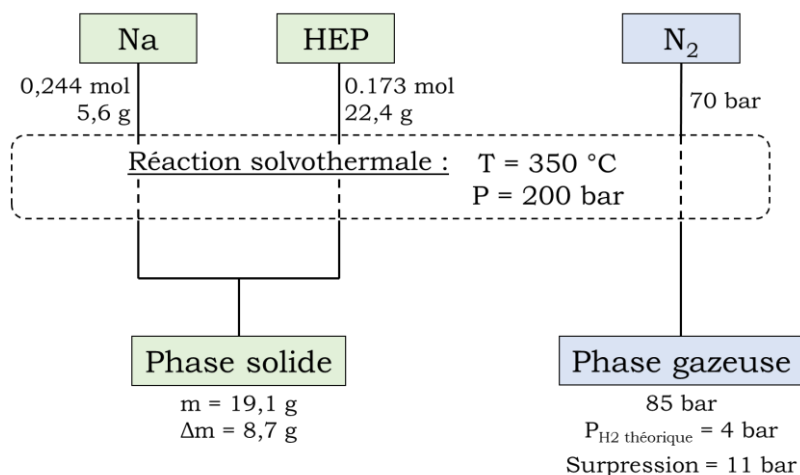 Na
HEP
N2
0,244 mol
5,6 g
0.173 mol
22,4 g
70 bar
Réaction solvothermale :
T = 350 °C
P = 200 bar
Phase solide
m = 19,1 g
Δm = 8,7 g
Phase gazeuse
85 bar
PH2 théorique = 4 bar
Surpression = 11 bar